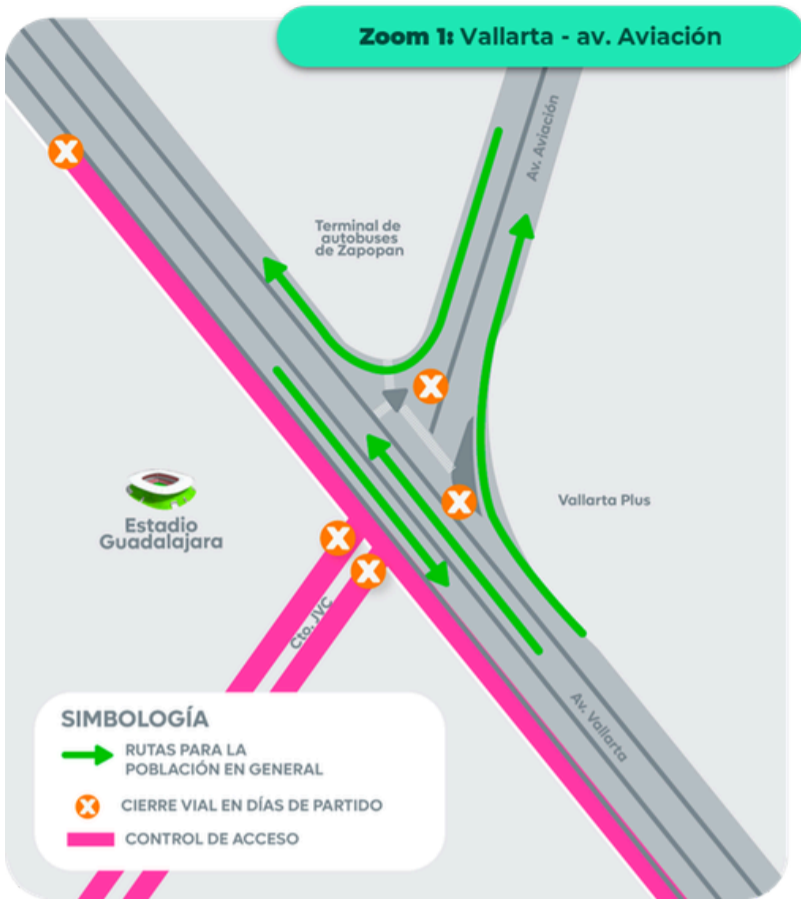 Zoom 1: Vallarta - av. Aviación
Av. Aviación
Terminal de
autobuses
de Zapopan
X
X
X
Vallarta Plus
Estadio
Guadalajara
X
X
Cto. JVC
Av. Vallarta
SIMBOLOGÍA
RUTAS PARA LA
POBLACIÓN EN GENERAL
X CIERRE VIAL EN DÍAS DE PARTIDO
CONTROL DE ACCESO